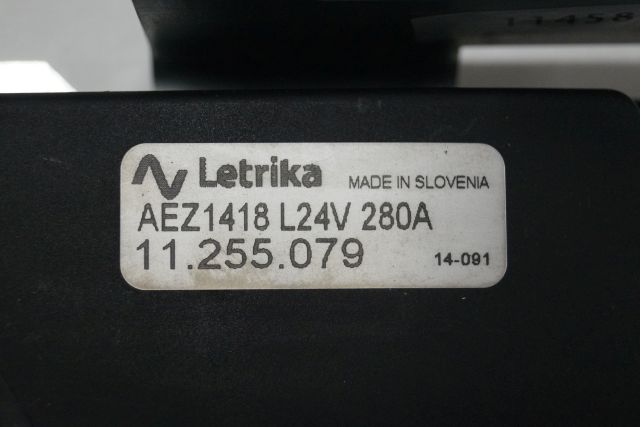 Letrika MADE IN SLOVENIA
AEZ1418 L24V 280A
11.255.079 14-091